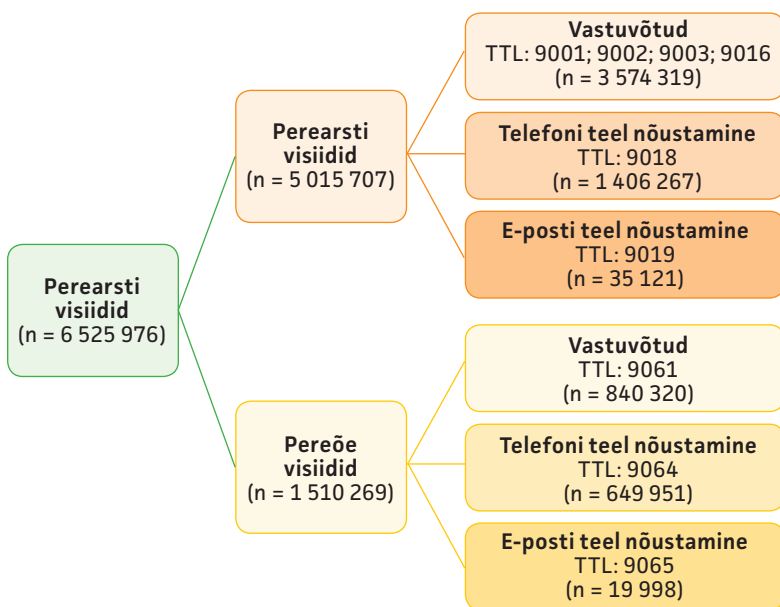 Perearsti
visiidid
(n = 6 525 976)
Perearsti
visiidid
(n = 5 015 707)
Vastuvõtud
TTL: 9001; 9002; 9003; 9016
(n = 3 574 319)
Telefoni teel nõustamine
TTL: 9018
(n = 1 406 267)
E-posti teel nõustamine
TTL: 9019
(n = 35 121)
Pereõe
visiidid
(n = 1 510 269)
Vastuvõtud
TTL: 9061
(n = 840 320)
Telefoni teel nõustamine
TTL: 9064
(n = 649 951)
E-posti teel nõustamine
TTL: 9065
(n = 19 998)